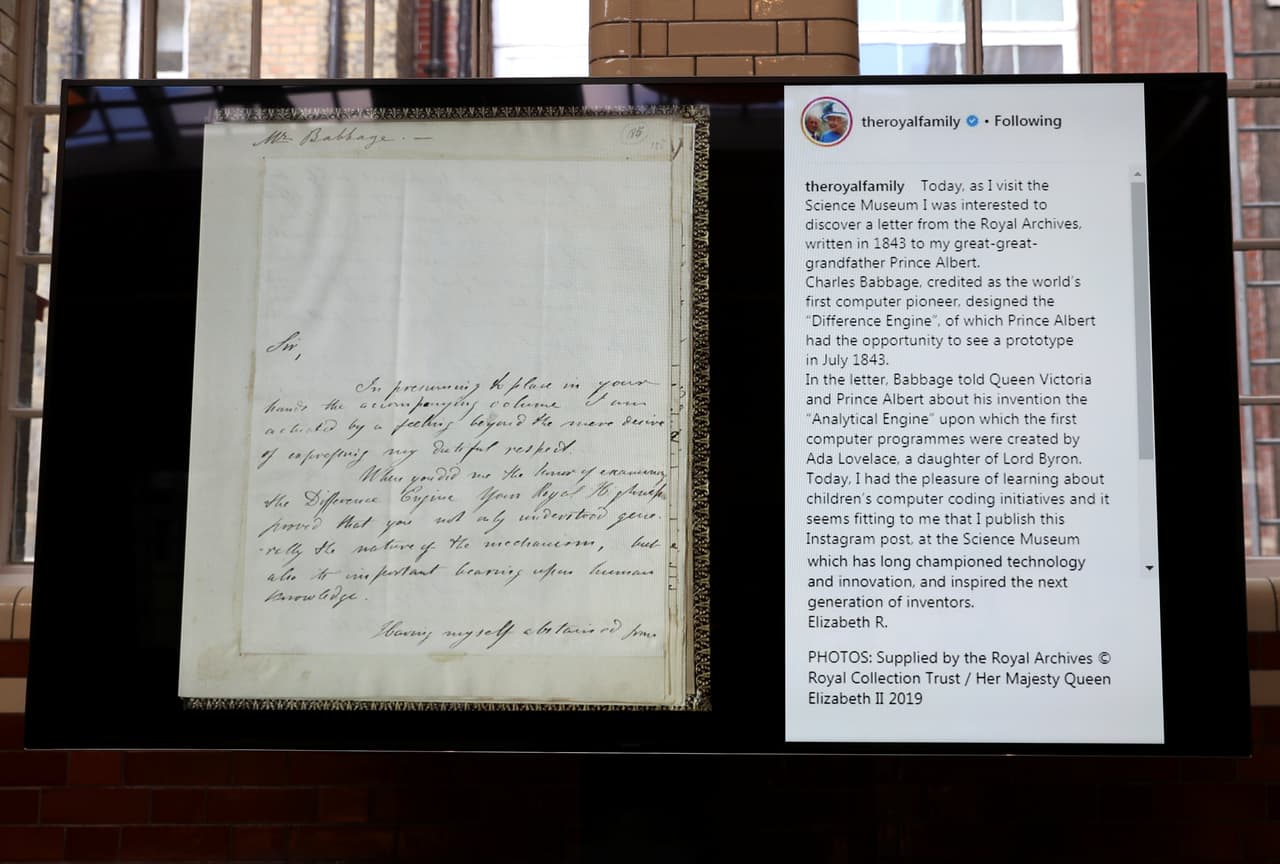 Mr. Babbage. —
Sir,
In presuming to place in your
hands the accompanying volume I am
actuated by a feeling beyond the mere desire
of expressing my dutiful respect.
When you did me the honor of examining
the Difference Engine Your Royal Highness
proved that you not only understood gene-
-rally the nature of the mechanism, but
also its important bearing upon human
knowledge.
Having myself abstained from
theroyalfamily • Following
theroyalfamily Today, as I visit the
Science Museum I was interested to
discover a letter from the Royal Archives,
written in 1843 to my great-great-
grandfather Prince Albert.
Charles Babbage, credited as the world's
first computer pioneer, designed the
"Difference Engine", of which Prince Albert
had the opportunity to see a prototype
in July 1843.
In the letter, Babbage told Queen Victoria
and Prince Albert about his invention the
"Analytical Engine" upon which the first
computer programmes were created by
Ada Lovelace, a daughter of Lord Byron.
Today, I had the pleasure of learning about
children's computer coding initiatives and it
seems fitting to me that I publish this
Instagram post, at the Science Museum
which has long championed technology
and innovation, and inspired the next
generation of inventors.
Elizabeth R.
PHOTOS: Supplied by the Royal Archives ©
Royal Collection Trust / Her Majesty Queen
Elizabeth II 2019